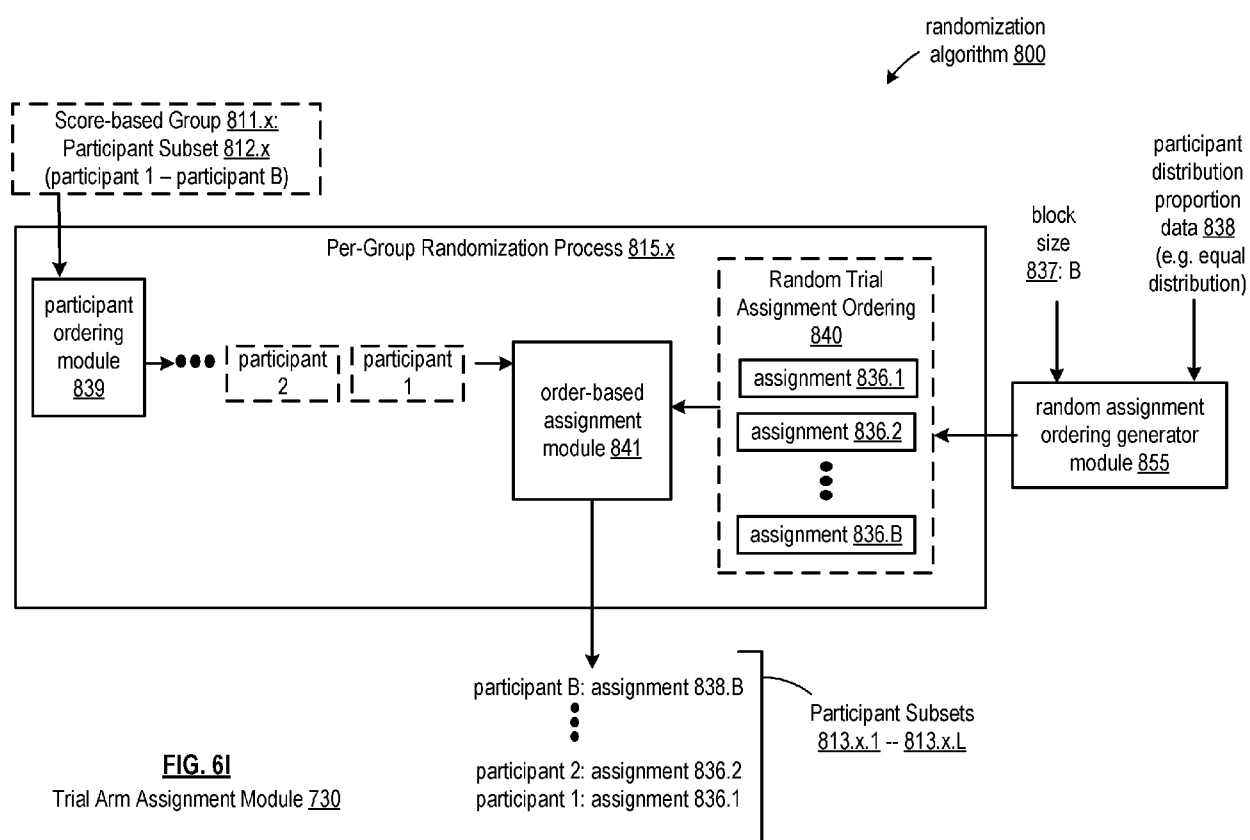 randomization
algorithm 800
Score-based Group 811.x:
Participant Subset 812.x
(participant 1 – participant B)
participant
distribution
proportion
data 838
(e.g. equal
distribution)
block
size
837: B
Per-Group Randomization Process 815.x
participant
ordering
module
839
participant
2
participant
1
order-based
assignment
module 841
Random Trial
Assignment Ordering
840
assignment 836.1
assignment 836.2
assignment 836.B
random assignment
ordering generator
module 855
participant B: assignment 838.B
participant 2: assignment 836.2
participant 1: assignment 836.1
Participant Subsets
813.x.1 -- 813.x.L
FIG. 6I
Trial Arm Assignment Module 730